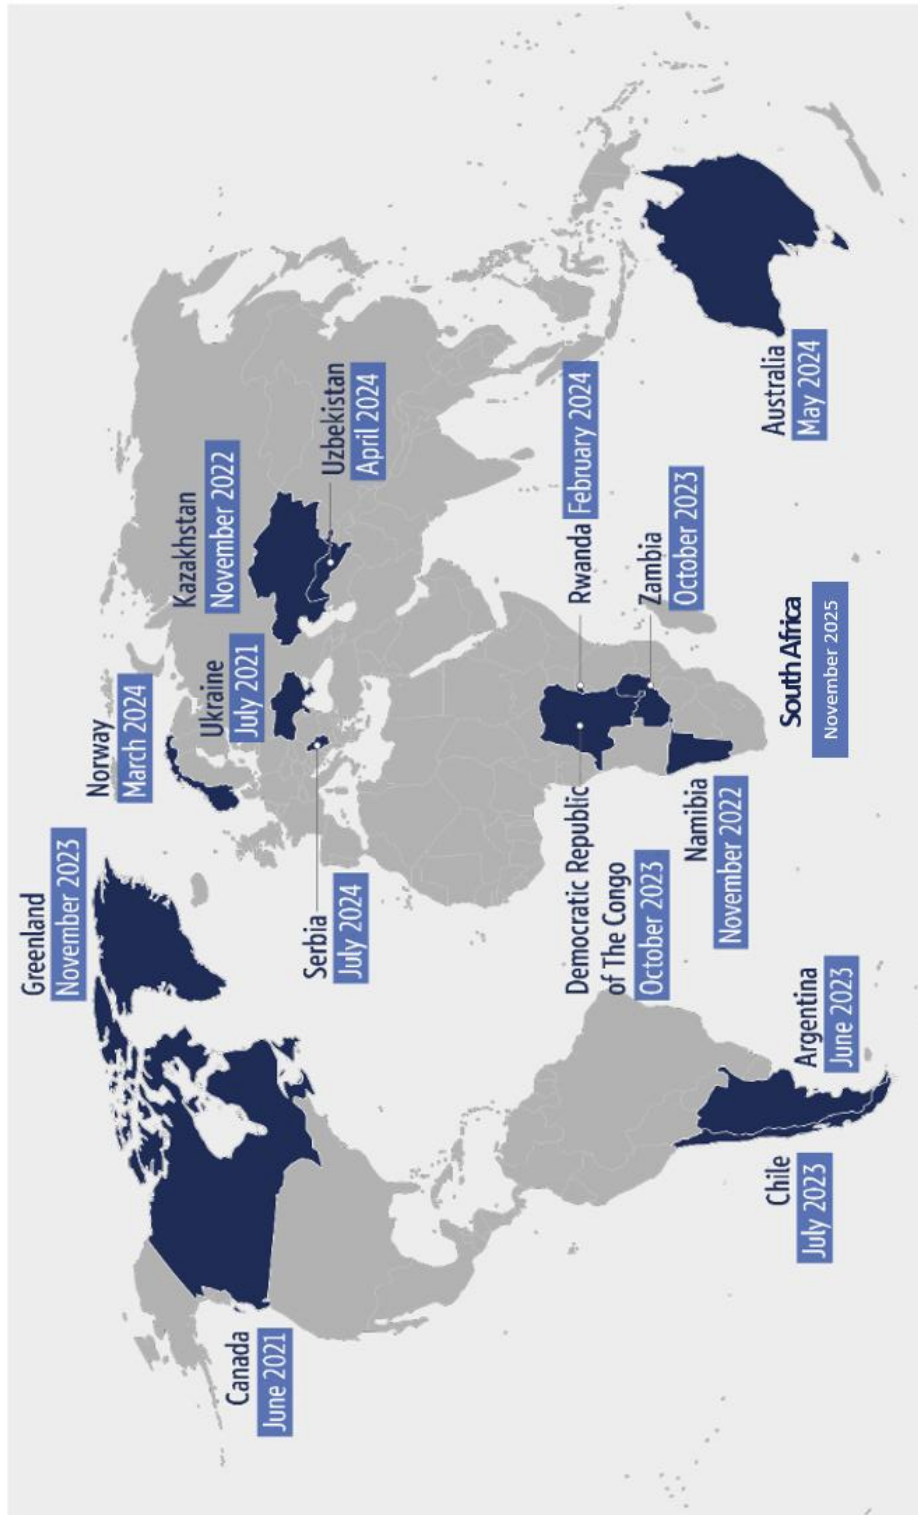 Greenland
November 2023
Norway
March 2024
Kazakhstan
November 2022
Ukraine
July 2021
Uzbekistan
April 2024
Canada
June 2021
Serbia
July 2024
Rwanda February 2024
Democratic Republic
of The Congo
October 2023
Zambia
October 2023
Namibia
November 2022
South Africa
November 2025
Australia
May 2024
Chile
July 2023
Argentina
June 2023